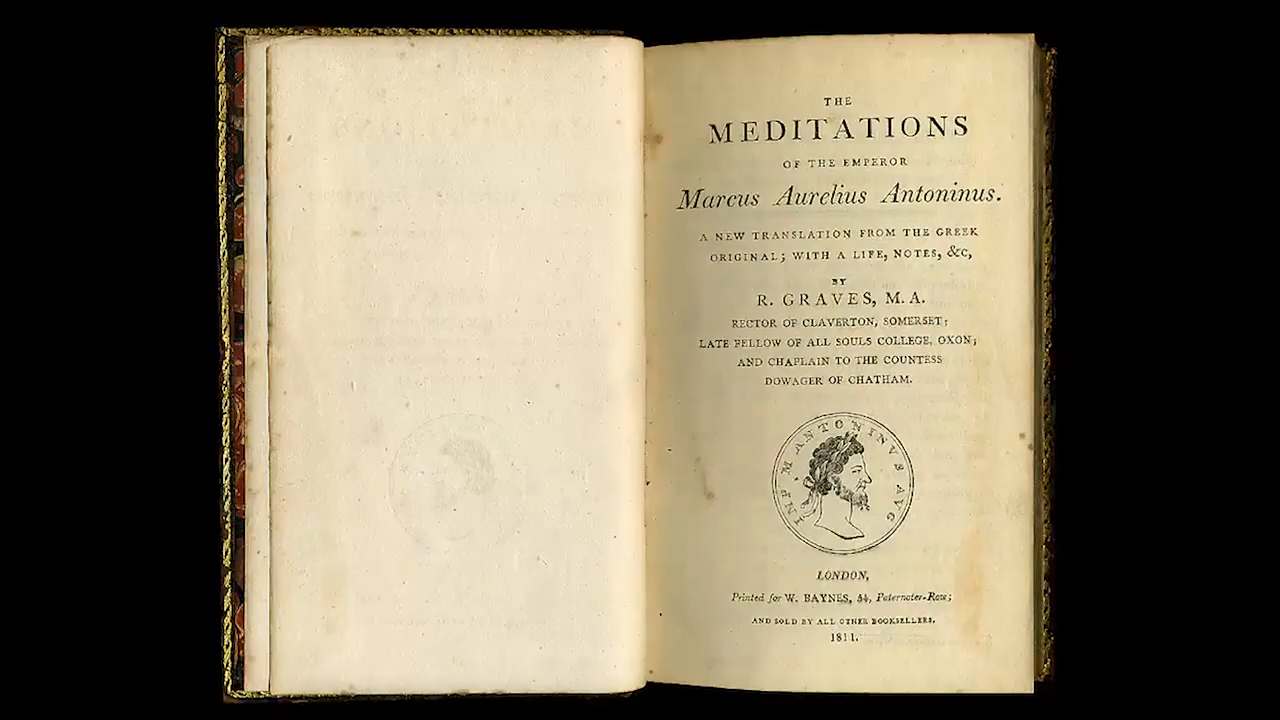 THE
MEDITATIONS
OF THE EMPEROR
Marcus Aurelius Antoninus.
A NEW TRANSLATION FROM THE GREEK
ORIGINAL; WITH A LIFE, NOTES, &c,
BY
R. GRAVES, M.A.
RECTOR OF CLAVERTON, SOMERSET;
LATE FELLOW OF ALL SOULS COLLEGE, OXON;
AND CHAPLAIN TO THE COUNTESS
DOWAGER OF CHATHAM.
IMP M ANTONINVS AVG
LONDON,
Printed for W. BAYNES, 54, Paternoster-Row;
AND SOLD BY ALL OTHER BOOKSELLERS.
1811.